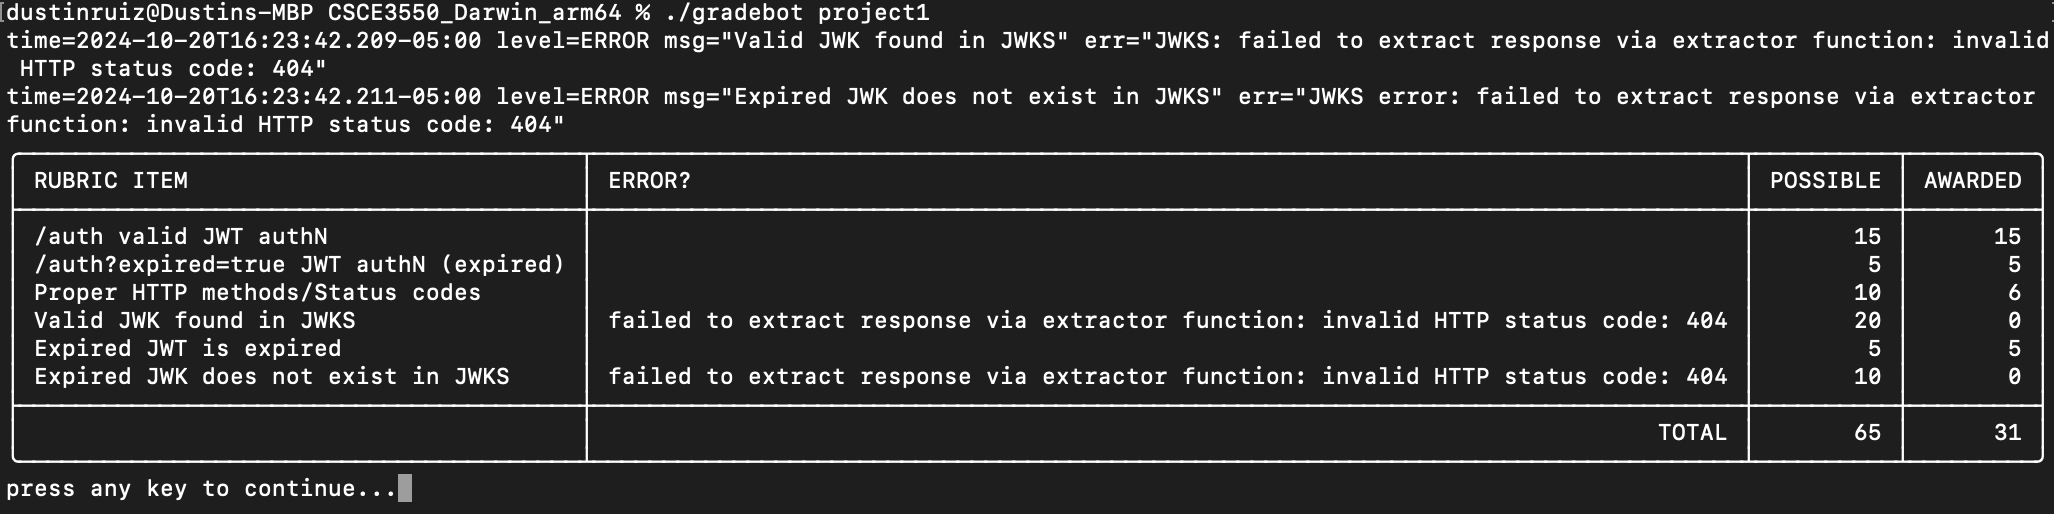 dustinruiz@Dustins-MBP CSCE3550_Darwin_arm64 % ./gradebot project1
time=2024-10-20T16:23:42.209-05:00 level=ERROR msg="Valid JWK found in JWKS" err="JWKS: failed to extract response via extractor function: invalid
 HTTP status code: 404"
time=2024-10-20T16:23:42.211-05:00 level=ERROR msg="Expired JWK does not exist in JWKS" err="JWKS error: failed to extract response via extractor
function: invalid HTTP status code: 404"
RUBRIC ITEM ERROR? POSSIBLE AWARDED
/auth valid JWT authN 15 15
/auth?expired=true JWT authN (expired) 5 5
Proper HTTP methods/Status codes 10 6
Valid JWK found in JWKS failed to extract response via extractor function: invalid HTTP status code: 404 20 0
Expired JWT is expired 5 5
Expired JWK does not exist in JWKS failed to extract response via extractor function: invalid HTTP status code: 404 10 0
TOTAL 65 31
press any key to continue...